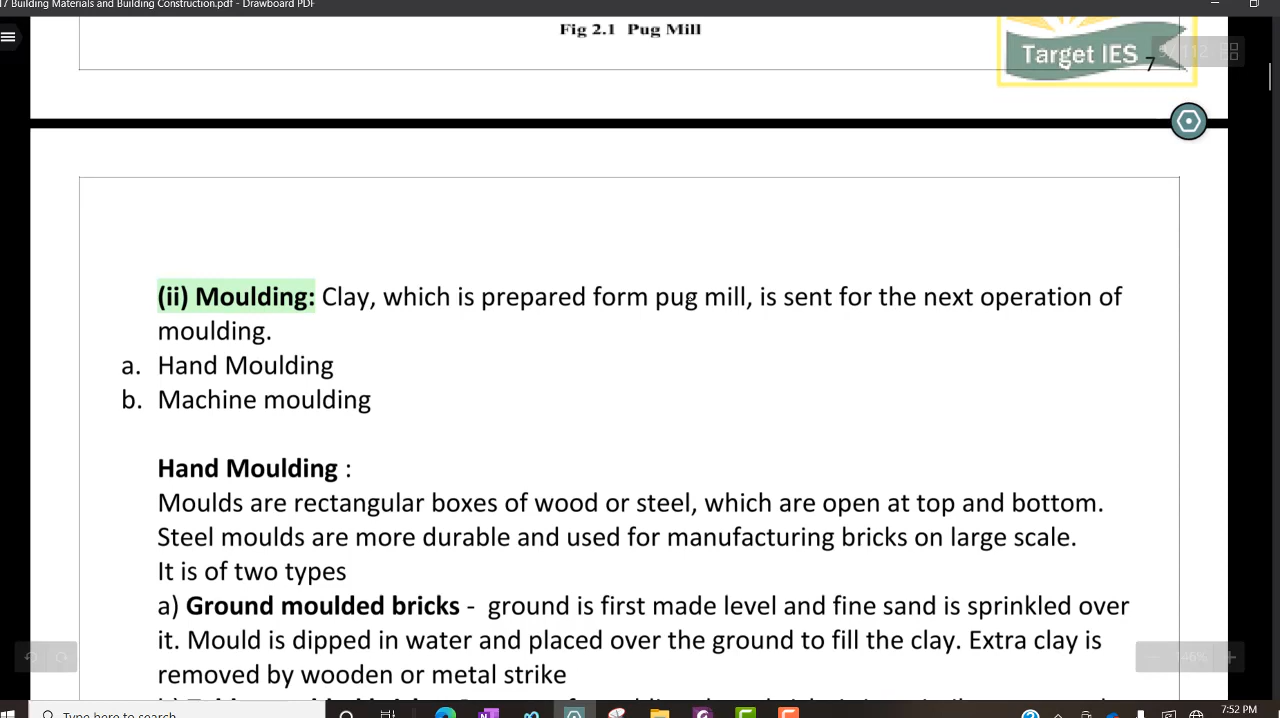 17 Building Materials and Building Construction.pdf - Drawboard PDF
Fig 2.1 Pug Mill
Target IES
7
(ii) Moulding: Clay, which is prepared form pug mill, is sent for the next operation of
moulding.
a. Hand Moulding
b. Machine moulding
Hand Moulding :
Moulds are rectangular boxes of wood or steel, which are open at top and bottom.
Steel moulds are more durable and used for manufacturing bricks on large scale.
It is of two types
a) Ground moulded bricks - ground is first made level and fine sand is sprinkled over
it. Mould is dipped in water and placed over the ground to fill the clay. Extra clay is
removed by wooden or metal strike
146%
Type here to search
7:52 PM